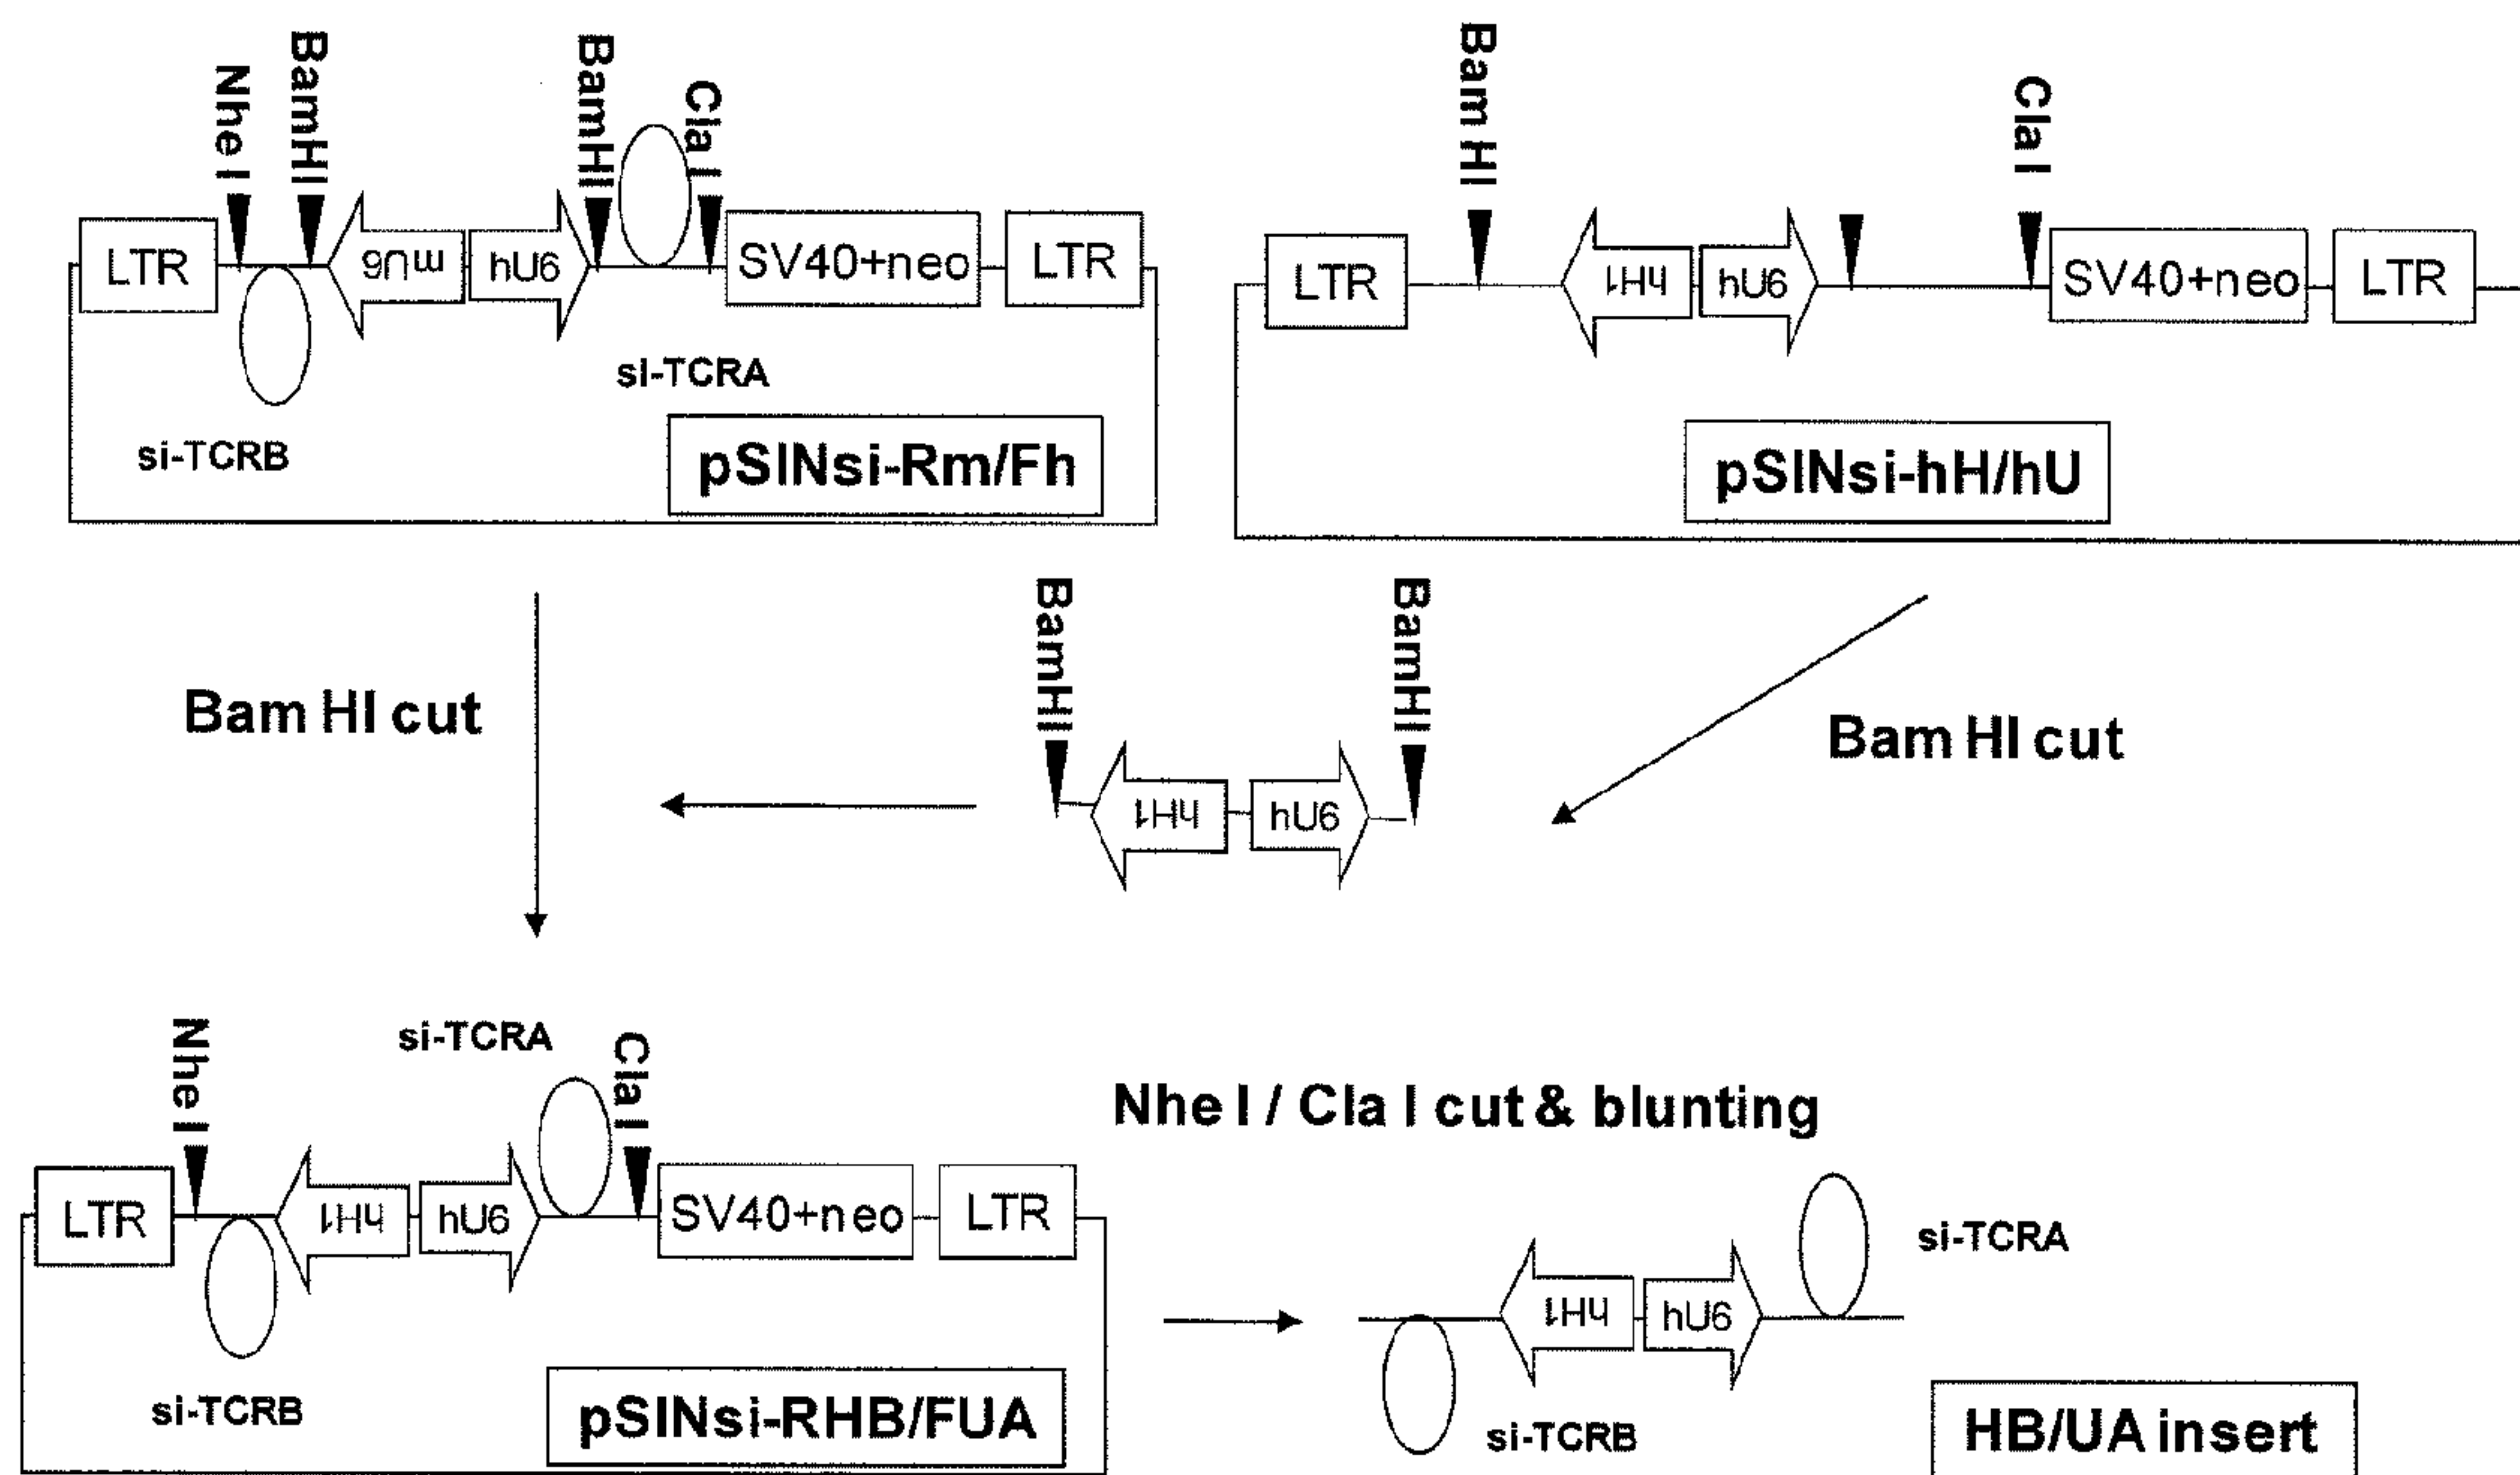 Nhe I
BamHI
BamHI
Cla I
LTR
mU6
hU6
SV40+neo
LTR
si-TCRA
si-TCRB
pSINsi-Rm/Fh
Bam HI
Cla I
LTR
hH1
hU6
SV40+neo
LTR
pSINsi-hH/hU
Bam HI cut
BamHI
BamHI
hH1
hU6
Bam HI cut
Nhe I
si-TCRA
Cla I
LTR
hH1
hU6
SV40+neo
LTR
si-TCRB
pSINsi-RHB/FUA
Nhe I / Cla I cut & blunting
hH1
hU6
si-TCRA
si-TCRB
HB/UA insert